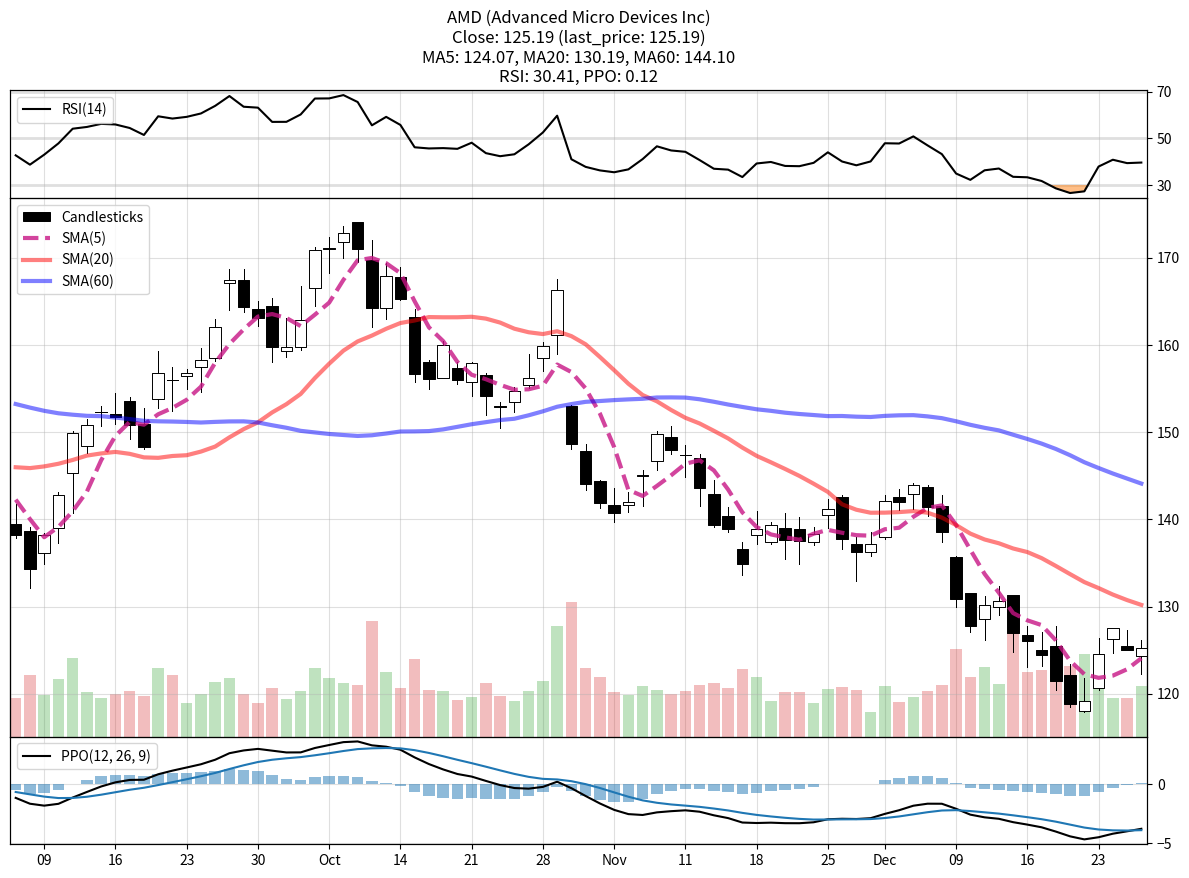 AMD (Advanced Micro Devices Inc)
Close: 125.19 (last_price: 125.19)
MA5: 124.07, MA20: 130.19, MA60: 144.10
RSI: 30.41, PPO: 0.12
RSI(14)
70
50
30
Candlesticks
SMA(5)
SMA(20)
SMA(60)
170
160
150
140
130
120
PPO(12, 26, 9)
0
−5
09 16 23 30 Oct 14 21 28 Nov 11 18 25 Dec 09 16 23